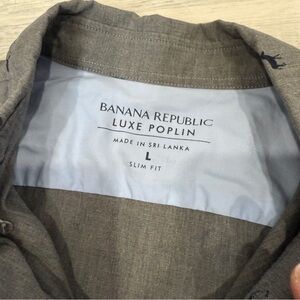 BANANA REPUBLIC
LUXE POPLIN
MADE IN SRI LANKA
L
SLIM FIT